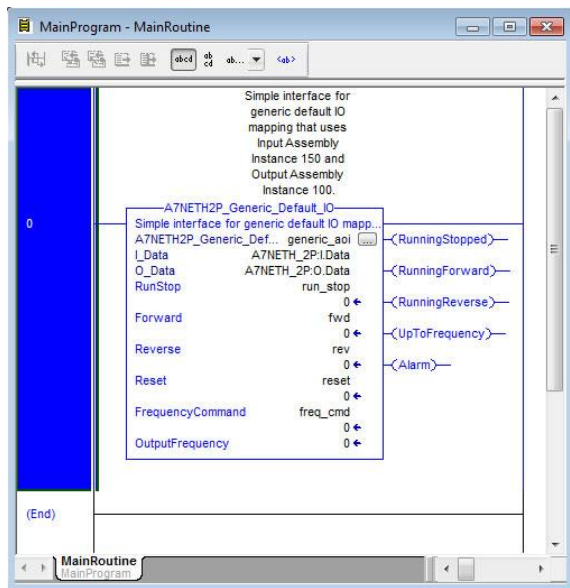 MainProgram - MainRoutine
abcd ab cd ab... <ab>
Simple interface for
generic default IO
mapping that uses
Input Assembly
Instance 150 and
Output Assembly
Instance 100.
A7NETH2P_Generic_Default_IO
0
Simple interface for generic default IO mapp...
A7NETH2P_Generic_Def... generic_aoi ... (RunningStopped)
I_Data A7NETH_2P:I.Data
O_Data A7NETH_2P:O.Data (RunningForward)
RunStop run_stop
0 (RunningReverse)
Forward fwd
0 (UpToFrequency)
Reverse rev
0 (Alarm)
Reset reset
0
FrequencyCommand freq_cmd
0
OutputFrequency 0
(End)
MainRoutine
MainProgram